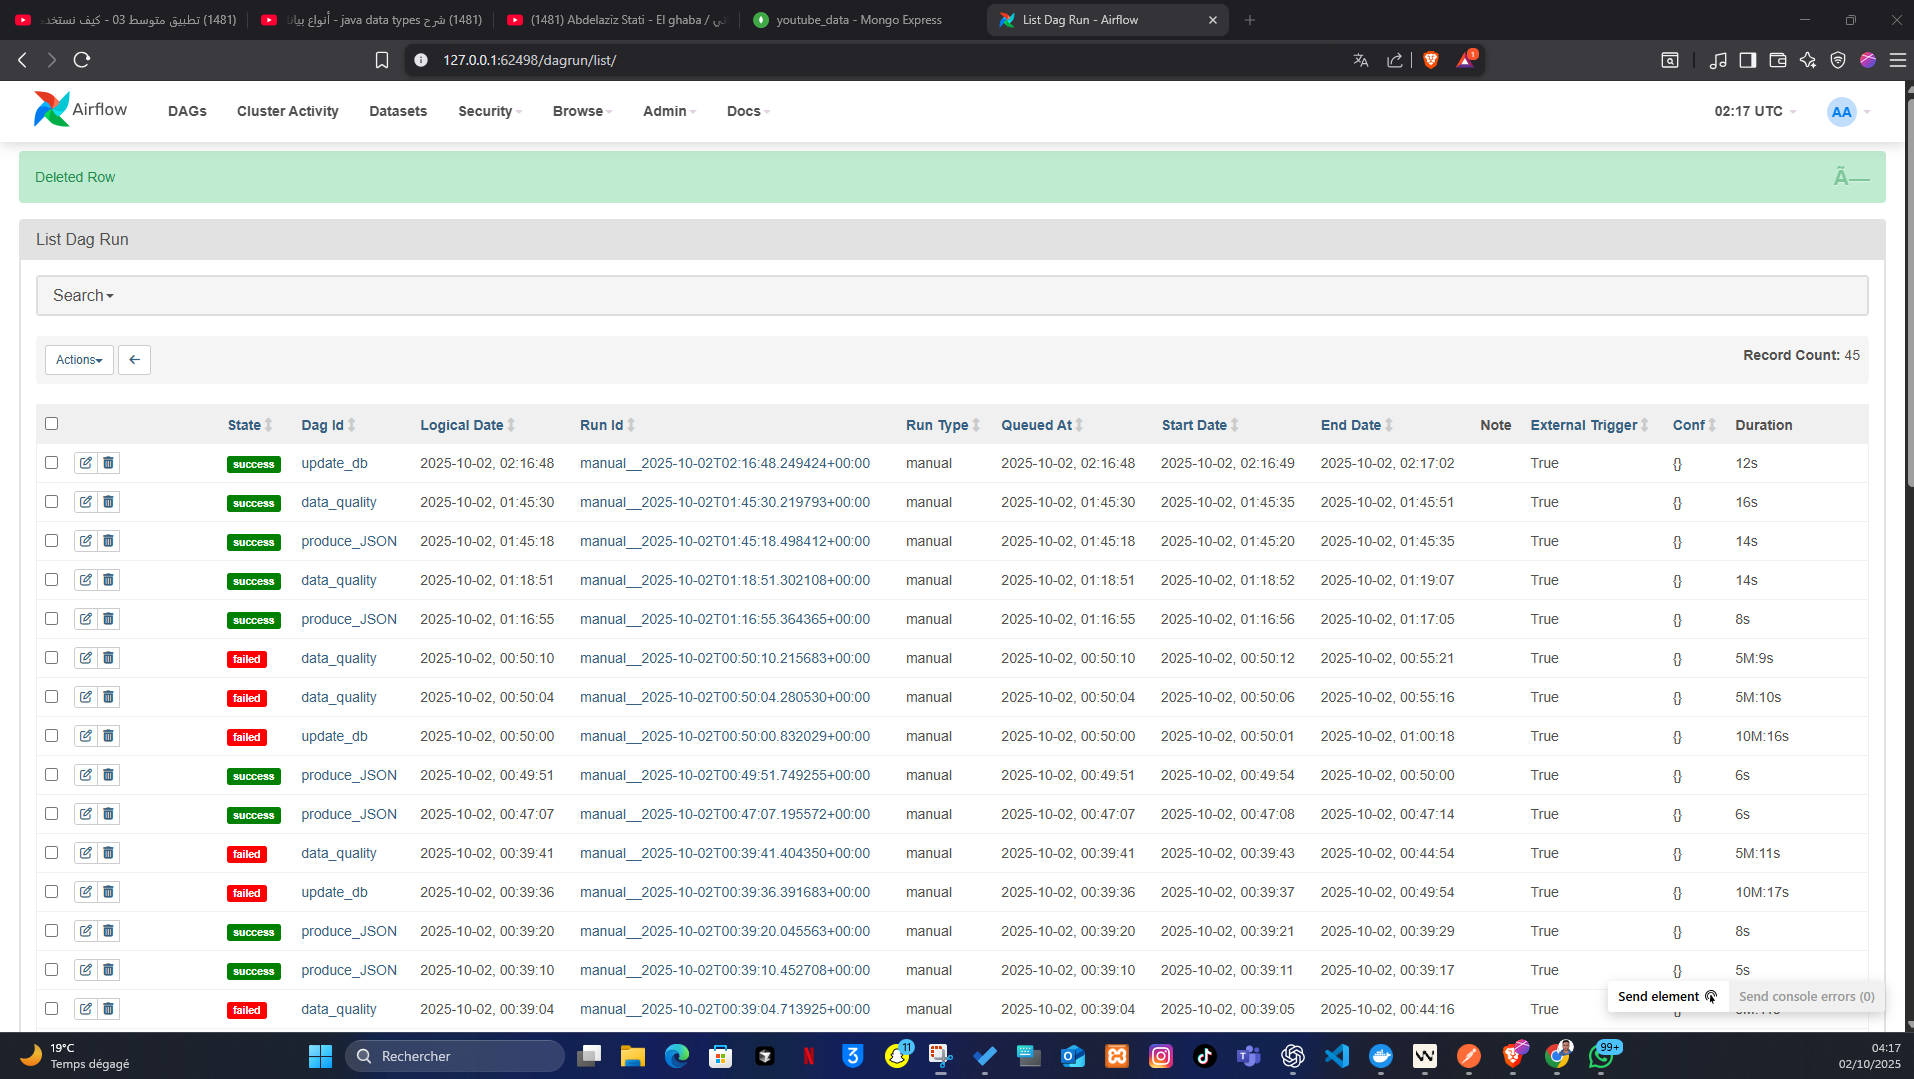 (1481) تطبيق متوسط 03 - كيف نستخد
(1481) شرح java data types - أنواع بيانا
(1481) Abdelaziz Stati - El ghaba /
youtube_data - Mongo Express
List Dag Run - Airflow
127.0.0.1:62498/dagrun/list/
1
Airflow
DAGs
Cluster Activity
Datasets
Security
Browse
Admin
Docs
02:17 UTC
AA
Deleted Row
Ã—
List Dag Run
Search
Actions
Record Count: 45
State Dag Id Logical Date Run Id Run Type Queued At Start Date End Date Note External Trigger Conf Duration
success update_db 2025-10-02, 02:16:48 manual__2025-10-02T02:16:48.249424+00:00 manual 2025-10-02, 02:16:48 2025-10-02, 02:16:49 2025-10-02, 02:17:02 True {} 12s
success data_quality 2025-10-02, 01:45:30 manual__2025-10-02T01:45:30.219793+00:00 manual 2025-10-02, 01:45:30 2025-10-02, 01:45:35 2025-10-02, 01:45:51 True {} 16s
success produce_JSON 2025-10-02, 01:45:18 manual__2025-10-02T01:45:18.498412+00:00 manual 2025-10-02, 01:45:18 2025-10-02, 01:45:20 2025-10-02, 01:45:35 True {} 14s
success data_quality 2025-10-02, 01:18:51 manual__2025-10-02T01:18:51.302108+00:00 manual 2025-10-02, 01:18:51 2025-10-02, 01:18:52 2025-10-02, 01:19:07 True {} 14s
success produce_JSON 2025-10-02, 01:16:55 manual__2025-10-02T01:16:55.364365+00:00 manual 2025-10-02, 01:16:55 2025-10-02, 01:16:56 2025-10-02, 01:17:05 True {} 8s
failed data_quality 2025-10-02, 00:50:10 manual__2025-10-02T00:50:10.215683+00:00 manual 2025-10-02, 00:50:10 2025-10-02, 00:50:12 2025-10-02, 00:55:21 True {} 5M:9s
failed data_quality 2025-10-02, 00:50:04 manual__2025-10-02T00:50:04.280530+00:00 manual 2025-10-02, 00:50:04 2025-10-02, 00:50:06 2025-10-02, 00:55:16 True {} 5M:10s
failed update_db 2025-10-02, 00:50:00 manual__2025-10-02T00:50:00.832029+00:00 manual 2025-10-02, 00:50:00 2025-10-02, 00:50:01 2025-10-02, 01:00:18 True {} 10M:16s
success produce_JSON 2025-10-02, 00:49:51 manual__2025-10-02T00:49:51.749255+00:00 manual 2025-10-02, 00:49:51 2025-10-02, 00:49:54 2025-10-02, 00:50:00 True {} 6s
success produce_JSON 2025-10-02, 00:47:07 manual__2025-10-02T00:47:07.195572+00:00 manual 2025-10-02, 00:47:07 2025-10-02, 00:47:08 2025-10-02, 00:47:14 True {} 6s
failed data_quality 2025-10-02, 00:39:41 manual__2025-10-02T00:39:41.404350+00:00 manual 2025-10-02, 00:39:41 2025-10-02, 00:39:43 2025-10-02, 00:44:54 True {} 5M:11s
failed update_db 2025-10-02, 00:39:36 manual__2025-10-02T00:39:36.391683+00:00 manual 2025-10-02, 00:39:36 2025-10-02, 00:39:37 2025-10-02, 00:49:54 True {} 10M:17s
success produce_JSON 2025-10-02, 00:39:20 manual__2025-10-02T00:39:20.045563+00:00 manual 2025-10-02, 00:39:20 2025-10-02, 00:39:21 2025-10-02, 00:39:29 True {} 8s
success produce_JSON 2025-10-02, 00:39:10 manual__2025-10-02T00:39:10.452708+00:00 manual 2025-10-02, 00:39:10 2025-10-02, 00:39:11 2025-10-02, 00:39:17 True {} 5s
failed data_quality 2025-10-02, 00:39:04 manual__2025-10-02T00:39:04.713925+00:00 manual 2025-10-02, 00:39:04 2025-10-02, 00:39:05 2025-10-02, 00:44:16 True
Send element
Send console errors (0)
19°C
Temps dégagé
Rechercher
11
99+
04:17
02/10/2025